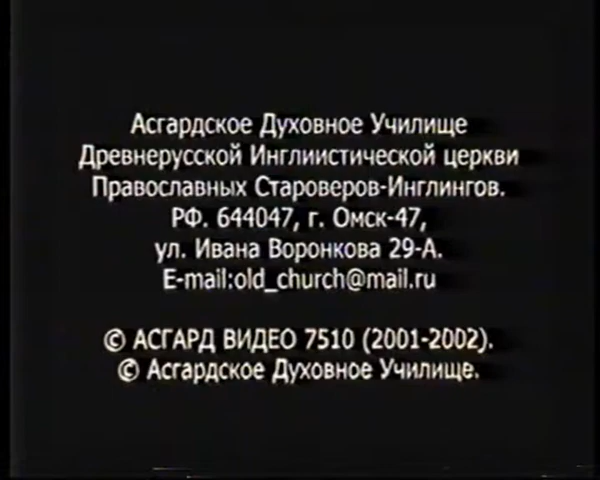 Асгардское Духовное Училище
Древнерусской Инглиистической церкви
Православных Староверов-Инглингов.
РФ. 644047, г. Омск-47,
ул. Ивана Воронкова 29-А.
E-mail:old_church@mail.ru
© АСГАРД ВИДЕО 7510 (2001-2002).
© Асгардское Духовное Училище.